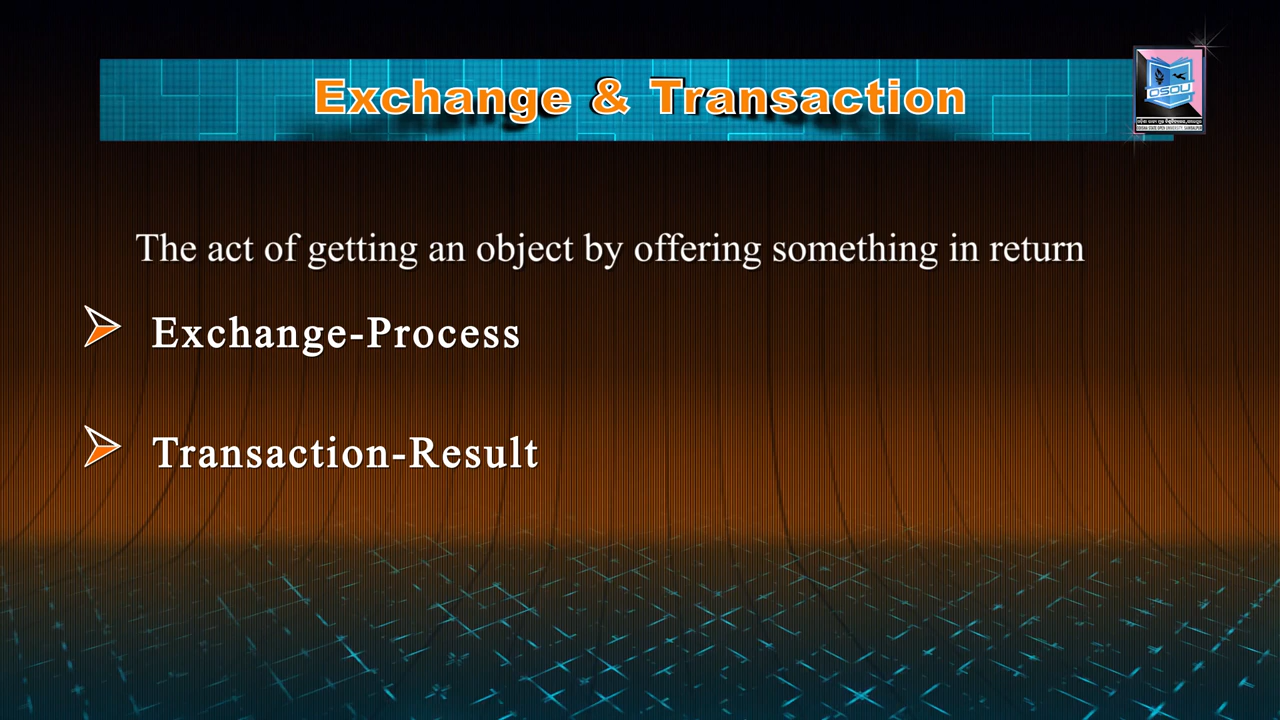 Exchange & Transaction
OSOU
The act of getting an object by offering something in return
Exchange-Process
Transaction-Result